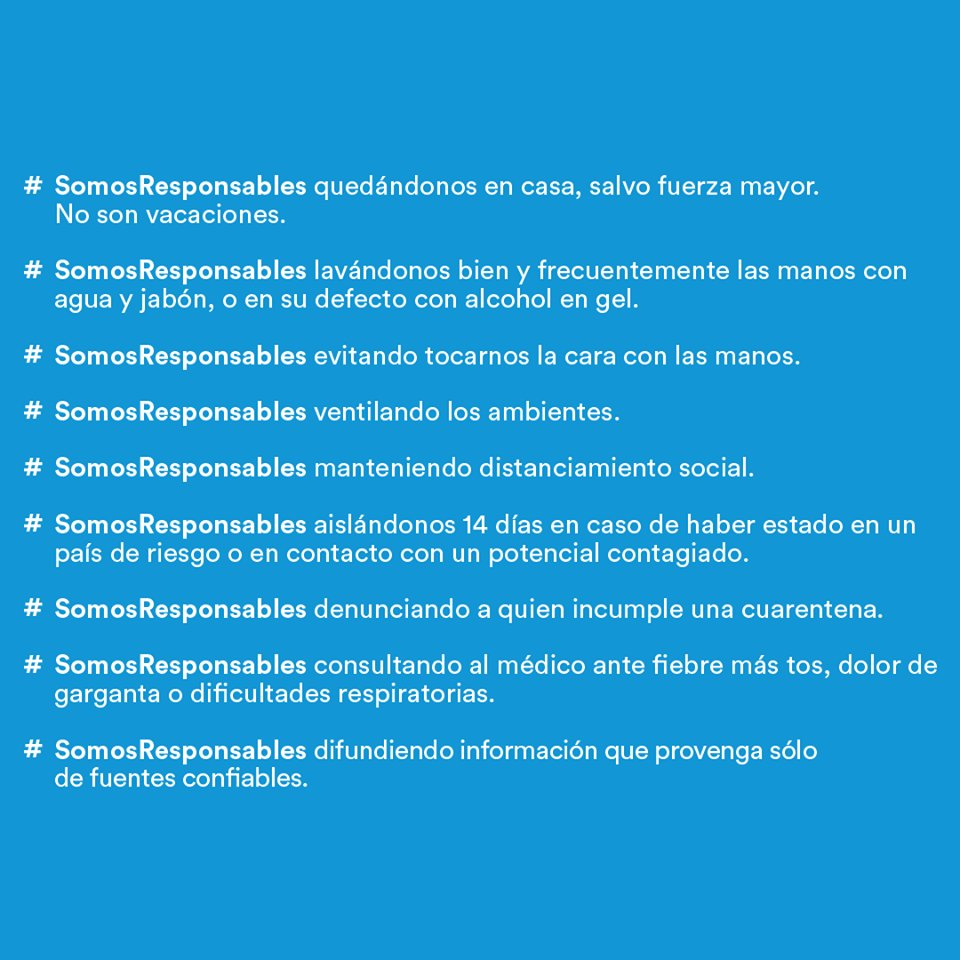 # SomosResponsables quedándonos en casa, salvo fuerza mayor.
No son vacaciones.
# SomosResponsables lavándonos bien y frecuentemente las manos con
agua y jabón, o en su defecto con alcohol en gel.
# SomosResponsables evitando tocarnos la cara con las manos.
# SomosResponsables ventilando los ambientes.
# SomosResponsables manteniendo distanciamiento social.
# SomosResponsables aislándonos 14 días en caso de haber estado en un
país de riesgo o en contacto con un potencial contagiado.
# SomosResponsables denunciando a quien incumple una cuarentena.
# SomosResponsables consultando al médico ante fiebre más tos, dolor de
garganta o dificultades respiratorias.
# SomosResponsables difundiendo información que provenga sólo
de fuentes confiables.